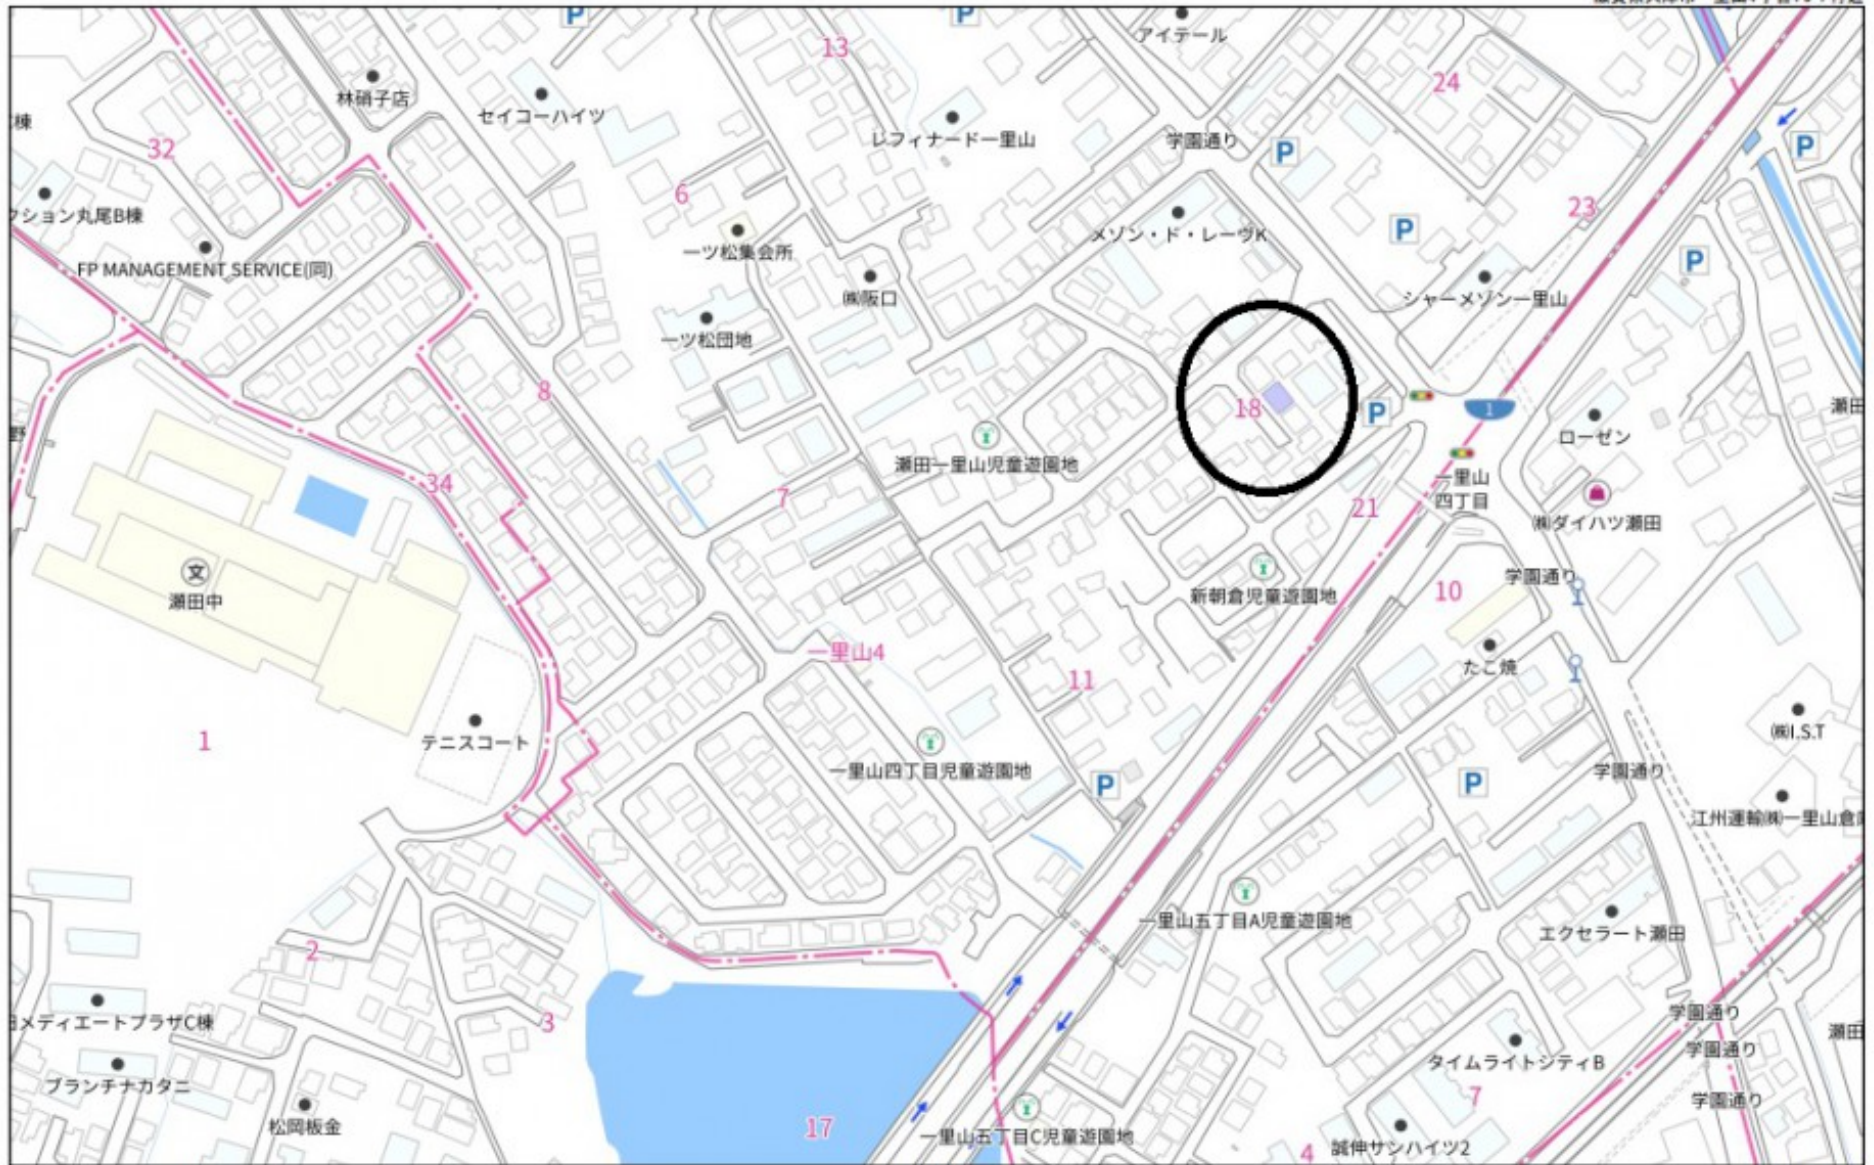 P
P
アイテール
13
24
林硝子店
セイコーハイツ
レフィナード一里山
学園通り
P
P
棟
32
6
23
クション丸尾B棟
メゾン・ド・レーヴK
P
P
一ツ松集会所
FP MANAGEMENT SERVICE(同)
㈱阪口
シャーメゾン一里山
一ツ松団地
8
18
P
1
瀬田
ローゼン
野
瀬田一里山児童遊園地
一里山
四丁目
34
7
21
㈱ダイハツ瀬田
文
瀬田中
新朝倉児童遊園地
学園通り
10
一里山4
たこ焼
11
1
テニスコート
㈱I.S.T
一里山四丁目児童遊園地
P
P
学園通り
江州運輸㈱一里山倉庫
一里山五丁目A児童遊園地
エクセラート瀬田
2
3
メディエートプラザC棟
学園通り
瀬田
学園通り
タイムライトシティB
ブランチナカタニ
7
学園通り
松岡板金
17
一里山五丁目C児童遊園地
4
誠伸サンハイツ2